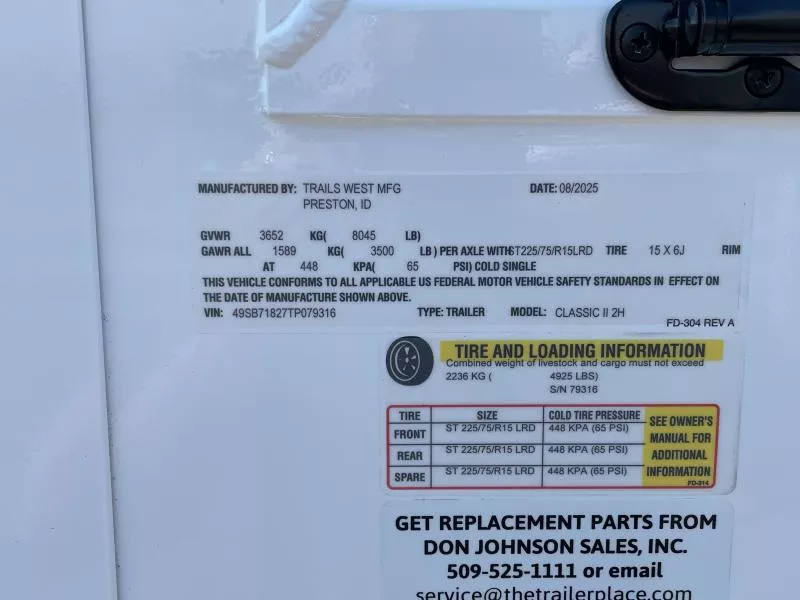 MANUFACTURED BY: TRAILS WEST MFG DATE: 08/2025
PRESTON, ID
GVWR 3652 KG( 8045 LB)
GAWR ALL 1589 KG( 3500 LB ) PER AXLE WITH ST225/75/R15LRD TIRE 15 X 6J RIM
AT 448 KPA( 65 PSI) COLD SINGLE
THIS VEHICLE CONFORMS TO ALL APPLICABLE US FEDERAL MOTOR VEHICLE SAFETY STANDARDS IN EFFECT ON
THE DATE OF MANUFACTURE SHOWN ABOVE.
VIN: 49SB71827TP079316 TYPE: TRAILER MODEL: CLASSIC II 2H
FD-304 REV A
TIRE AND LOADING INFORMATION
Combined weight of livestock and cargo must not exceed
2236 KG ( 4925 LBS)
S/N 79316
TIRE SIZE COLD TIRE PRESSURE
FRONT ST 225/75/R15 LRD 448 KPA (65 PSI)
REAR ST 225/75/R15 LRD 448 KPA (65 PSI)
SPARE ST 225/75/R15 LRD 448 KPA (65 PSI)
SEE OWNER'S
MANUAL FOR
ADDITIONAL
INFORMATION
FD-314
GET REPLACEMENT PARTS FROM
DON JOHNSON SALES, INC.
509-525-1111 or email
service@thetrailerplace.com